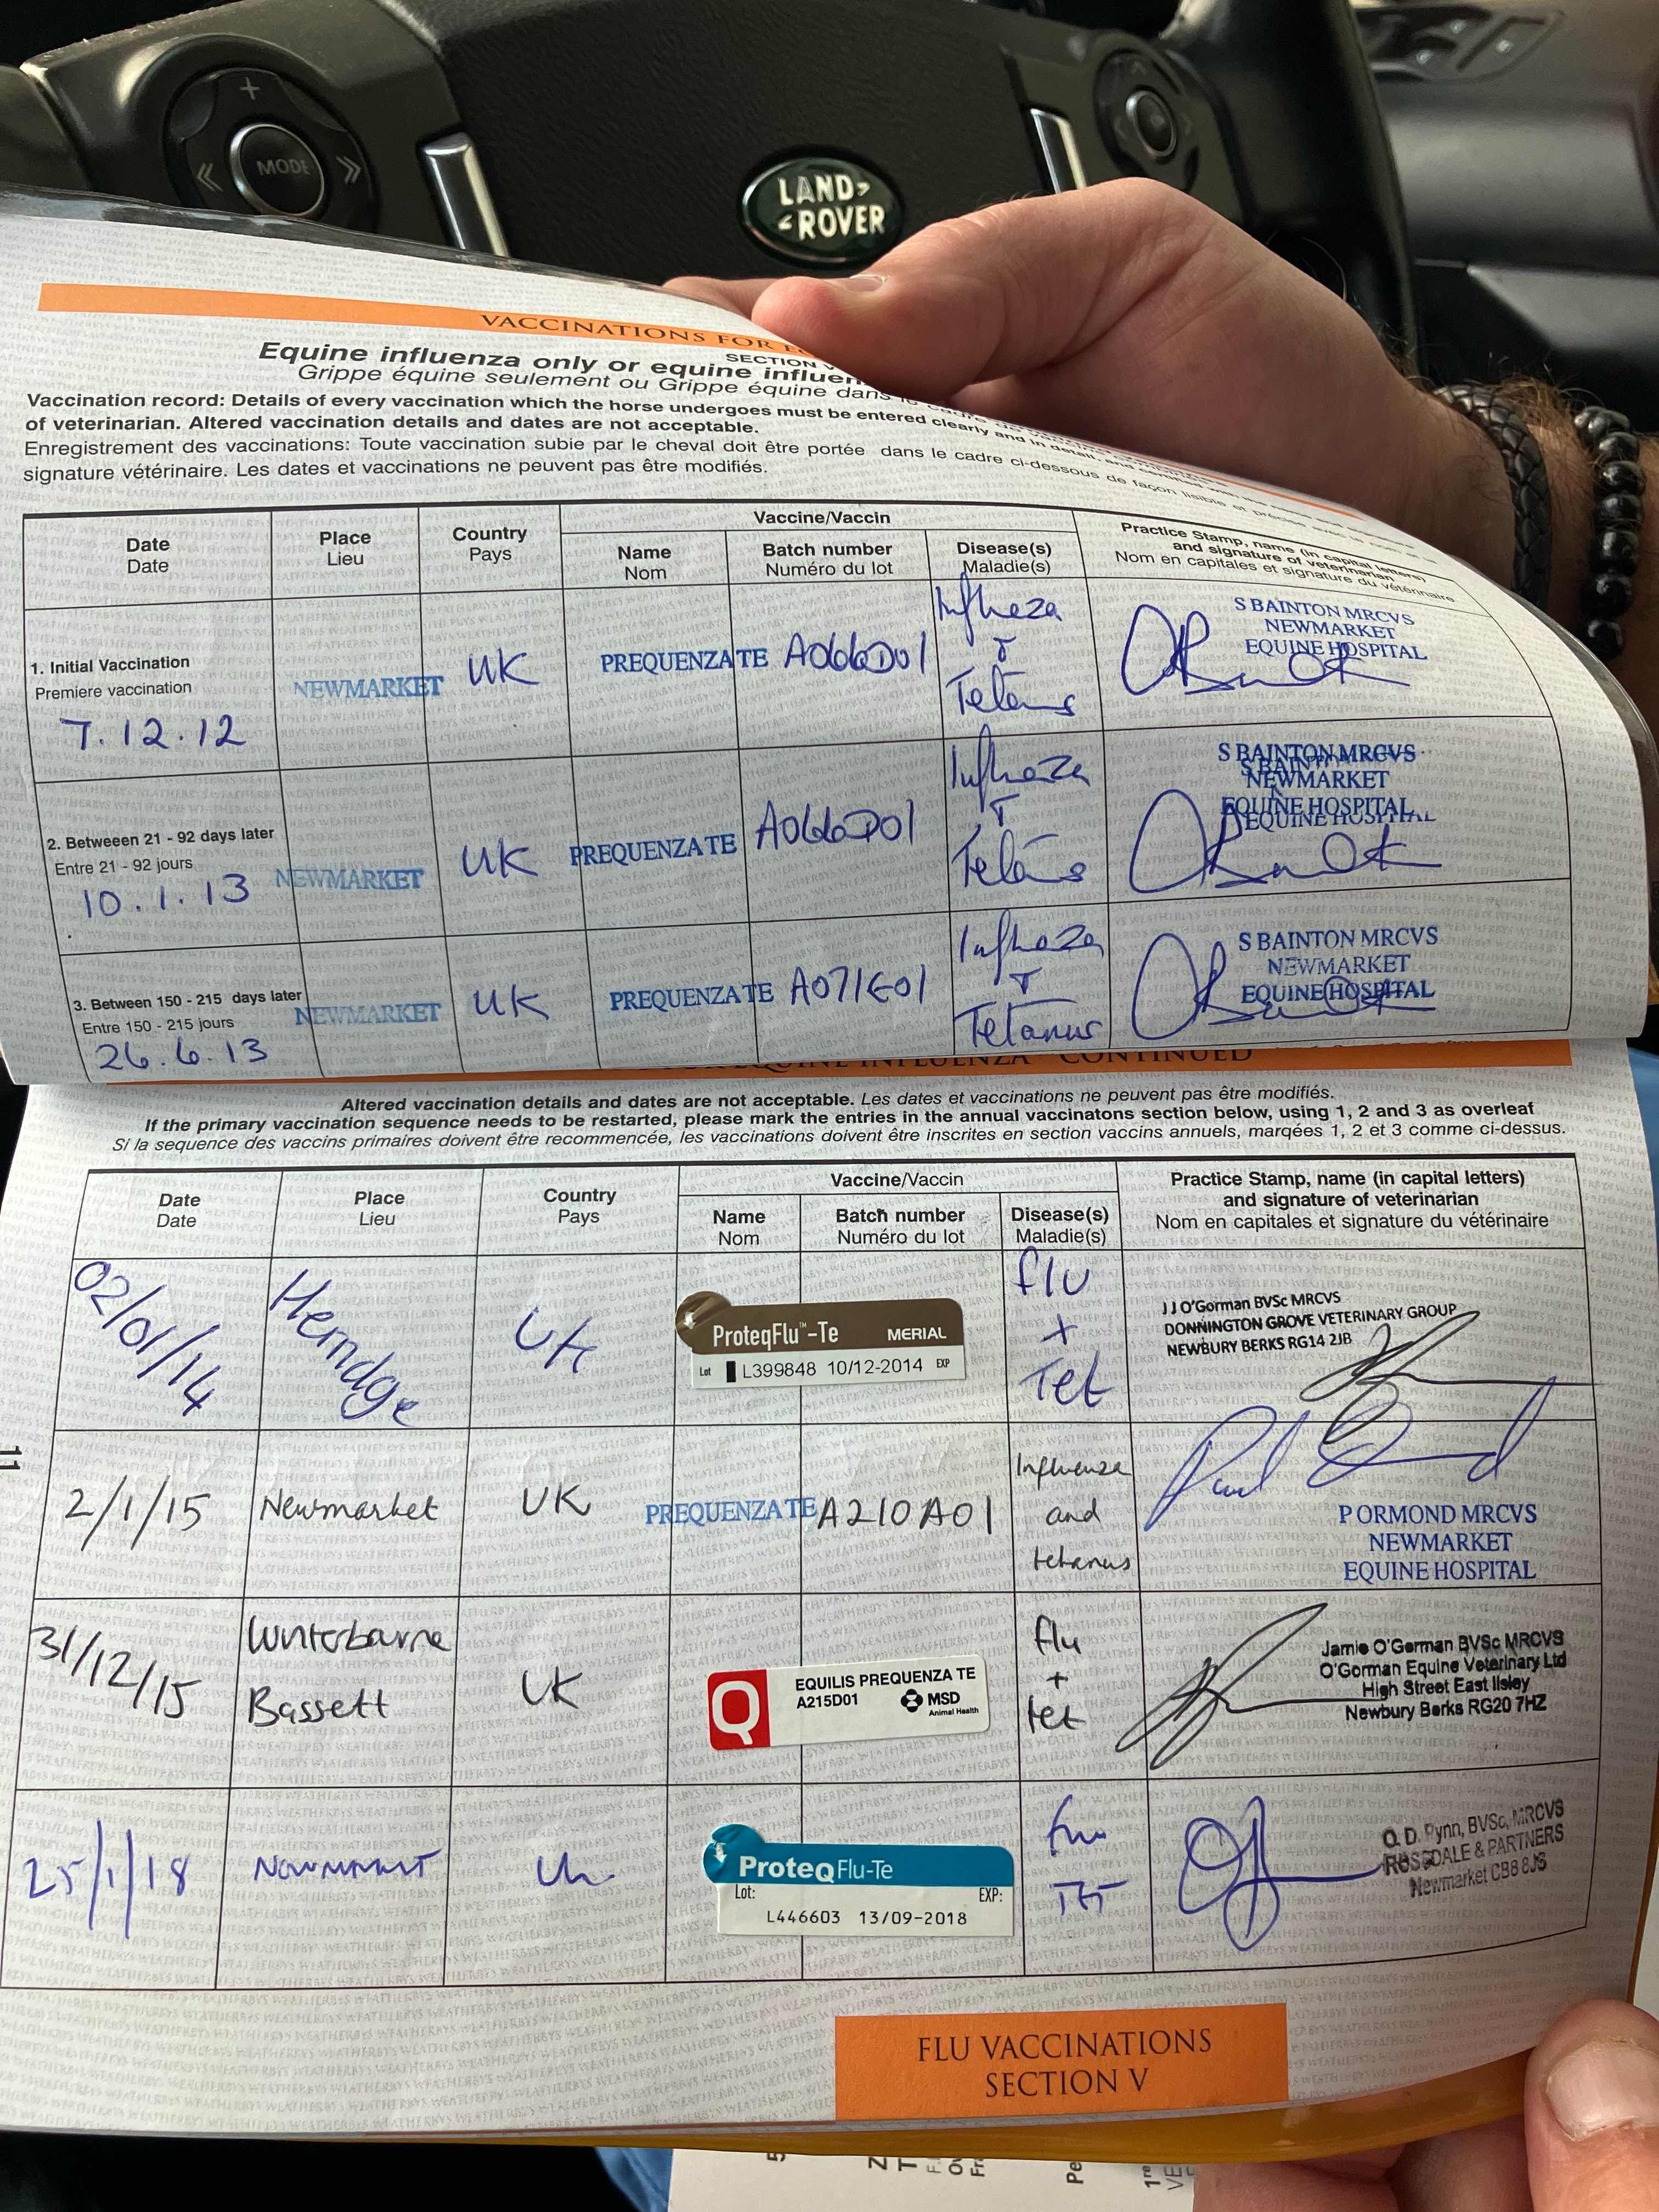 +
MODE
LAND
ROVER
VACCINATIONS FOR
SECTION
Equine influenza only or equine influen
Grippe équine seulement ou Grippe équine dans le
Vaccination record: Details of every vaccination which the horse undergoes must be entered clearly and in detail
of veterinarian. Altered vaccination details and dates are not acceptable.
Enregistrement des vaccinations: Toute vaccination subie par le cheval doit être portée dans le cadre ci-dessous de façon lisible et précise
signature vétérinaire. Les dates et vaccinations ne peuvent pas être modifiés.
Date
Date
Place
Lieu
Country
Pays
Vaccine/Vaccin
Name
Nom
Batch number
Numéro du lot
Disease(s)
Maladie(s)
Practice Stamp, name (in capital letters)
and signature of veterinarian
Nom en capitales et signature du vétérinaire
1. Initial Vaccination
Premiere vaccination
7.12.12
NEWMARKET
UK
PREQUENZA TE
A066D01
Influenza
+
Tetanus
S BAINTON MRCVS
NEWMARKET
EQUINE HOSPITAL
2. Betweeen 21 - 92 days later
Entre 21 - 92 jours
10.1.13
NEWMARKET
UK
PREQUENZA TE
A066D01
Influenza
+
Tetanus
S BAINTON MRCVS
NEWMARKET
EQUINE HOSPITAL
EQUINE HOSPITAL
3. Between 150 - 215 days later
Entre 150 - 215 jours
26.6.13
NEWMARKET
UK
PREQUENZA TE
A071E01
Influenza
+
Tetanus
S BAINTON MRCVS
NEWMARKET
EQUINE HOSPITAL
EQUINE INFLUENZA CONTINUED
Altered vaccination details and dates are not acceptable. Les dates et vaccinations ne peuvent pas être modifiés.
If the primary vaccination sequence needs to be restarted, please mark the entries in the annual vaccinatons section below, using 1, 2 and 3 as overleaf
Si la sequence des vaccins primaires doivent être recommencée, les vaccinations doivent être inscrites en section vaccins annuels, marqées 1, 2 et 3 comme ci-dessus.
Date
Date
Place
Lieu
Country
Pays
Vaccine/Vaccin
Name
Nom
Batch number
Numéro du lot
Disease(s)
Maladie(s)
Practice Stamp, name (in capital letters)
and signature of veterinarian
Nom en capitales et signature du vétérinaire
02/01/14
UK
ProteqFlu™-Te MERIAL
Lot L399848 10/12-2014 EXP
flu
+
Tet
J J O'Gorman BVSc MRCVS
DONNINGTON GROVE VETERINARY GROUP
NEWBURY BERKS RG14 2JB
11
2/1/15
Newmarket
UK
PREQUENZA TE
A210A01
Influenza
and
tetanus
P ORMOND MRCVS
NEWMARKET
EQUINE HOSPITAL
31/12/15
Winterbourne
Bassett
UK
Q
EQUILIS PREQUENZA TE
A215D01
MSD
Animal Health
flu
+
tet
Jamie O'Gorman BVSc MRCVS
O'Gorman Equine Veterinary Ltd
High Street East Ilsley
Newbury Berks RG20 7HZ
25/1/18
Newmarket
UK
ProteqFlu-Te
Lot: EXP:
L446603 13/09-2018
flu
TET
O. D. Pynn, BVSc, MRCVS
ROSSDALE & PARTNERS
Newmarket CB8 8JS
FLU VACCINATIONS
SECTION V